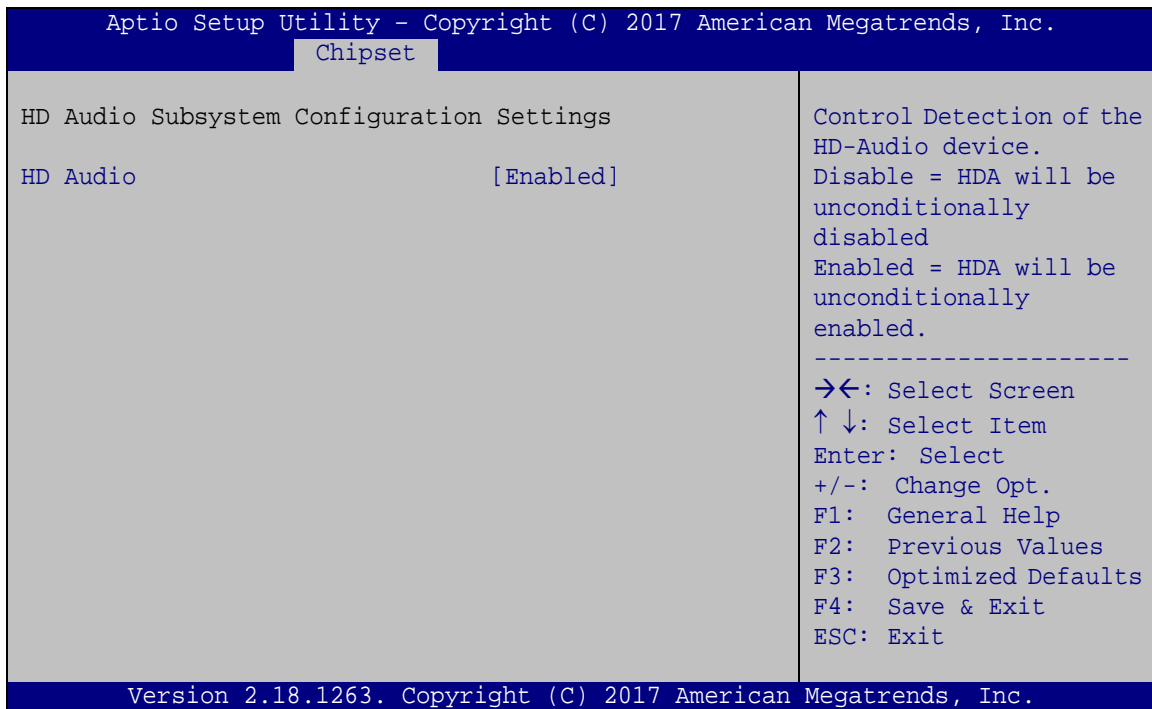 Aptio Setup Utility – Copyright (C) 2017 American Megatrends, Inc.
Chipset
HD Audio Subsystem Configuration Settings
HD Audio [Enabled]
Control Detection of the
HD-Audio device.
Disable = HDA will be
unconditionally
disabled
Enabled = HDA will be
unconditionally
enabled.
----------------------
→←: Select Screen
↑ ↓: Select Item
Enter: Select
+/-: Change Opt.
F1: General Help
F2: Previous Values
F3: Optimized Defaults
F4: Save & Exit
ESC: Exit
Version 2.18.1263. Copyright (C) 2017 American Megatrends, Inc.